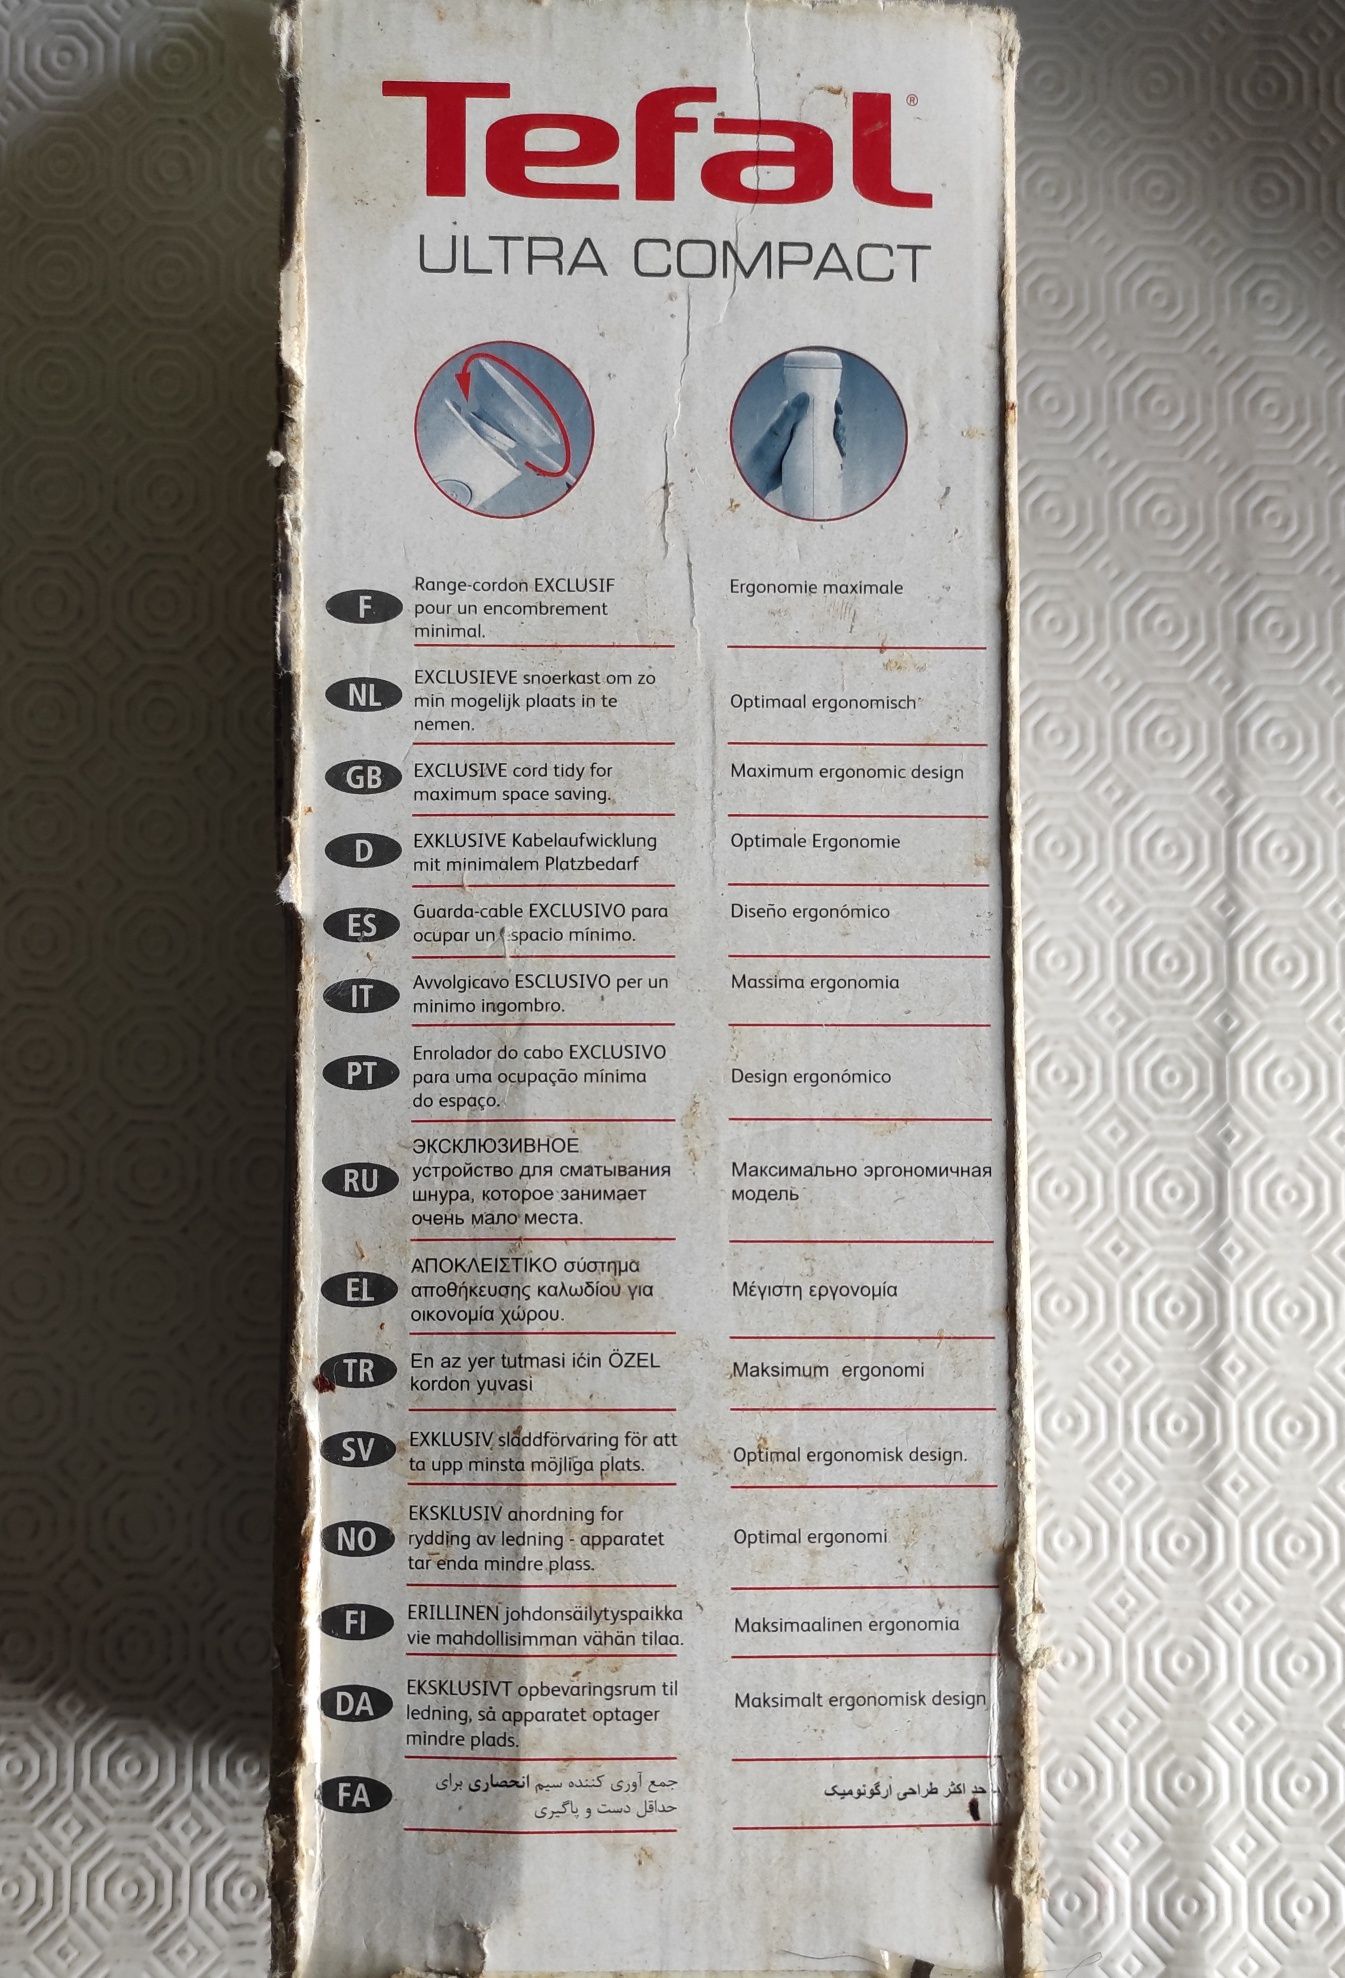 Tefal®
ULTRA COMPACT
F
Range-cordon EXCLUSIF
pour un encombrement
minimal.
Ergonomie maximale
NL
EXCLUSIEVE snoerkast om zo
min mogelijk plaats in te
nemen.
Optimaal ergonomisch
GB
EXCLUSIVE cord tidy for
maximum space saving.
Maximum ergonomic design
D
EXKLUSIVE Kabelaufwicklung
mit minimalem Platzbedarf
Optimale Ergonomie
ES
Guarda-cable EXCLUSIVO para
ocupar un espacio mínimo.
Diseño ergonómico
IT
Avvolgicavo ESCLUSIVO per un
minimo ingombro.
Massima ergonomia
PT
Enrolador do cabo EXCLUSIVO
para uma ocupação mínima
do espaço.
Design ergonómico
RU
ЭКСКЛЮЗИВНОЕ
устройство для сматывания
шнура, которое занимает
очень мало места.
Максимально эргономичная
модель
EL
ΑΠΟΚΛΕΙΣΤΙΚΟ σύστημα
αποθήκευσης καλωδίου για
οικονομία χώρου.
Μέγιστη εργονομία
TR
En az yer tutmasi ićin ÖZEL
kordon yuvasi
Maksimum ergonomi
SV
EXKLUSIV sladdförvaring för att
ta upp minsta möjliga plats.
Optimal ergonomisk design.
NO
EKSKLUSIV anordning for
rydding av ledning - apparatet
tar enda mindre plass.
Optimal ergonomi
FI
ERILLINEN johdonsäilytyspaikka
vie mahdollisimman vähän tilaa.
Maksimaalinen ergonomia
DA
EKSKLUSIVT opbevaringsrum til
ledning, så apparatet optager
mindre plads.
Maksimalt ergonomisk design
FA
جمع آوری کننده سیم انحصاری برای
حداقل دست و پاگیری
حد اکثر طراحی ارگونومیک